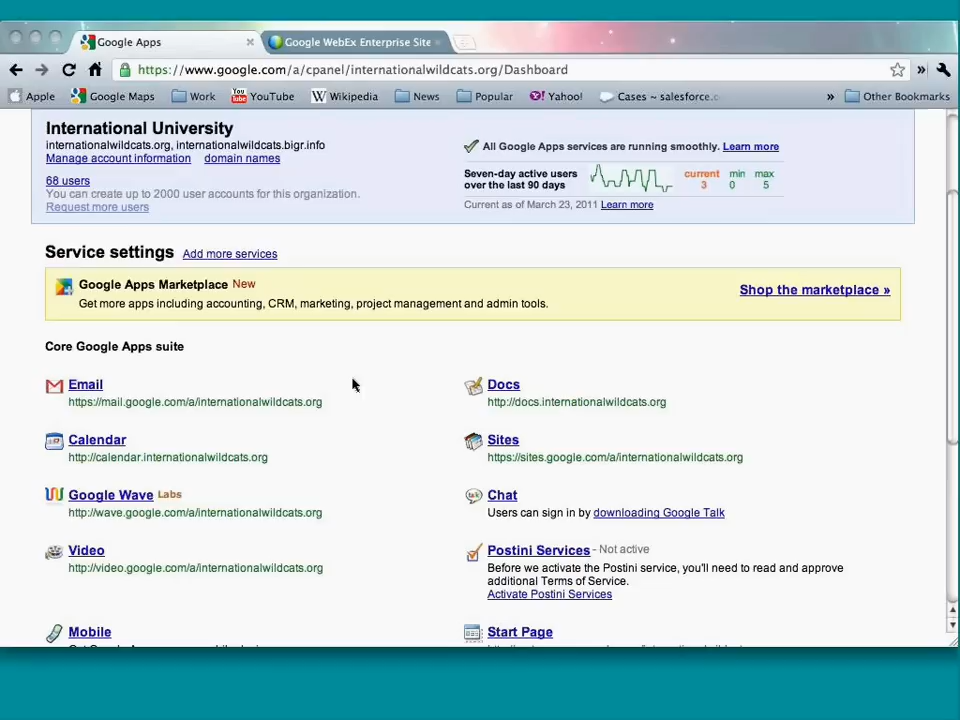 Google Apps
Google WebEx Enterprise Site
https://www.google.com/a/cpanel/internationalwildcats.org/Dashboard
Apple Google Maps Work YouTube Wikipedia News Popular Yahoo! Cases ~ salesforce.c » Other Bookmarks
International University
internationalwildcats.org, internationalwildcats.bigr.info
Manage account information domain names
68 users
You can create up to 2000 user accounts for this organization.
Request more users
All Google Apps services are running smoothly. Learn more
Seven-day active users
over the last 90 days
current min max
3 0 5
Current as of March 23, 2011 Learn more
Service settings Add more services
Google Apps Marketplace New
Get more apps including accounting, CRM, marketing, project management and admin tools.
Shop the marketplace »
Core Google Apps suite
Email
https://mail.google.com/a/internationalwildcats.org
Docs
http://docs.internationalwildcats.org
Calendar
http://calendar.internationalwildcats.org
Sites
https://sites.google.com/a/internationalwildcats.org
Google Wave Labs
http://wave.google.com/a/internationalwildcats.org
Chat
Users can sign in by downloading Google Talk
Video
http://video.google.com/a/internationalwildcats.org
Postini Services - Not active
Before we activate the Postini service, you'll need to read and approve
additional Terms of Service.
Activate Postini Services
Mobile
Start Page